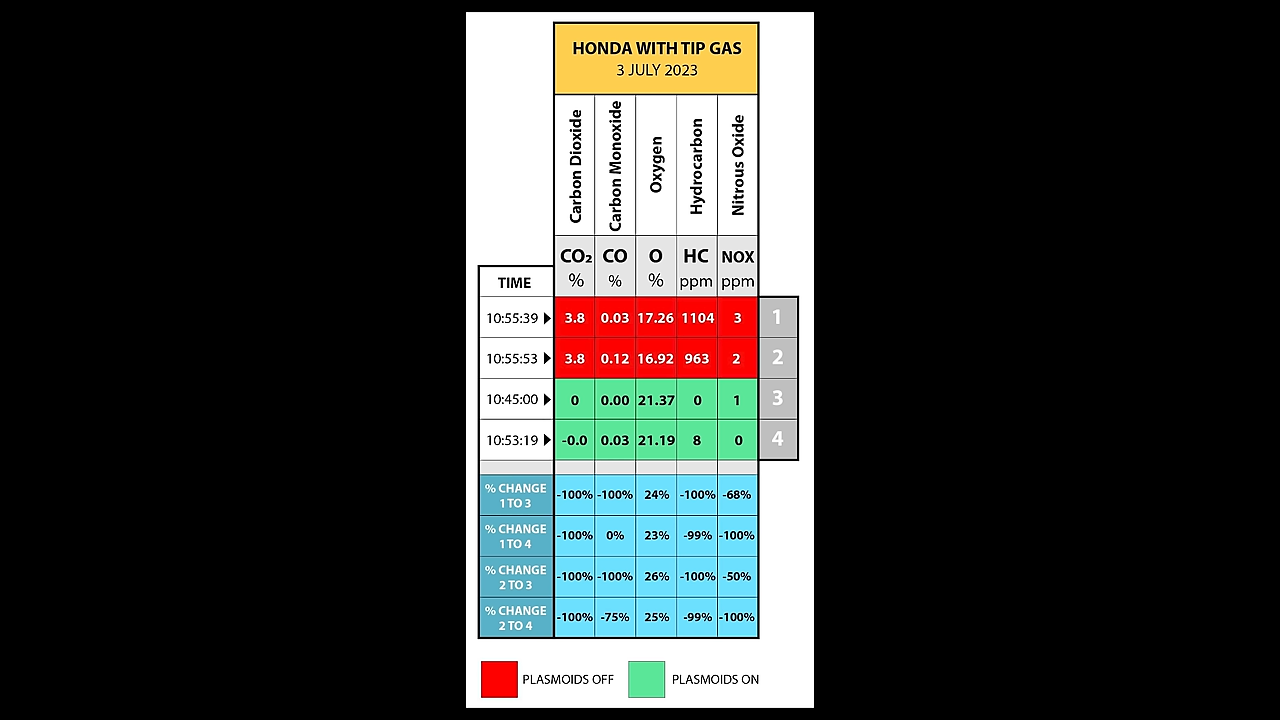 HONDA WITH TIP GAS
3 JULY 2023
Carbon Dioxide
Carbon Monoxide
Oxygen
Hydrocarbon
Nitrous Oxide
CO₂ CO O HC NOX
TIME % % % ppm ppm
10:55:39 3.8 0.03 17.26 1104 3 1
10:55:53 3.8 0.12 16.92 963 2 2
10:45:00 0 0.00 21.37 0 1 3
10:53:19 -0.0 0.03 21.19 8 0 4
% CHANGE
1 TO 3
-100% -100% 24% -100% -68%
% CHANGE
1 TO 4
-100% 0% 23% -99% -100%
% CHANGE
2 TO 3
-100% -100% 26% -100% -50%
% CHANGE
2 TO 4
-100% -75% 25% -99% -100%
PLASMOIDS OFF PLASMOIDS ON